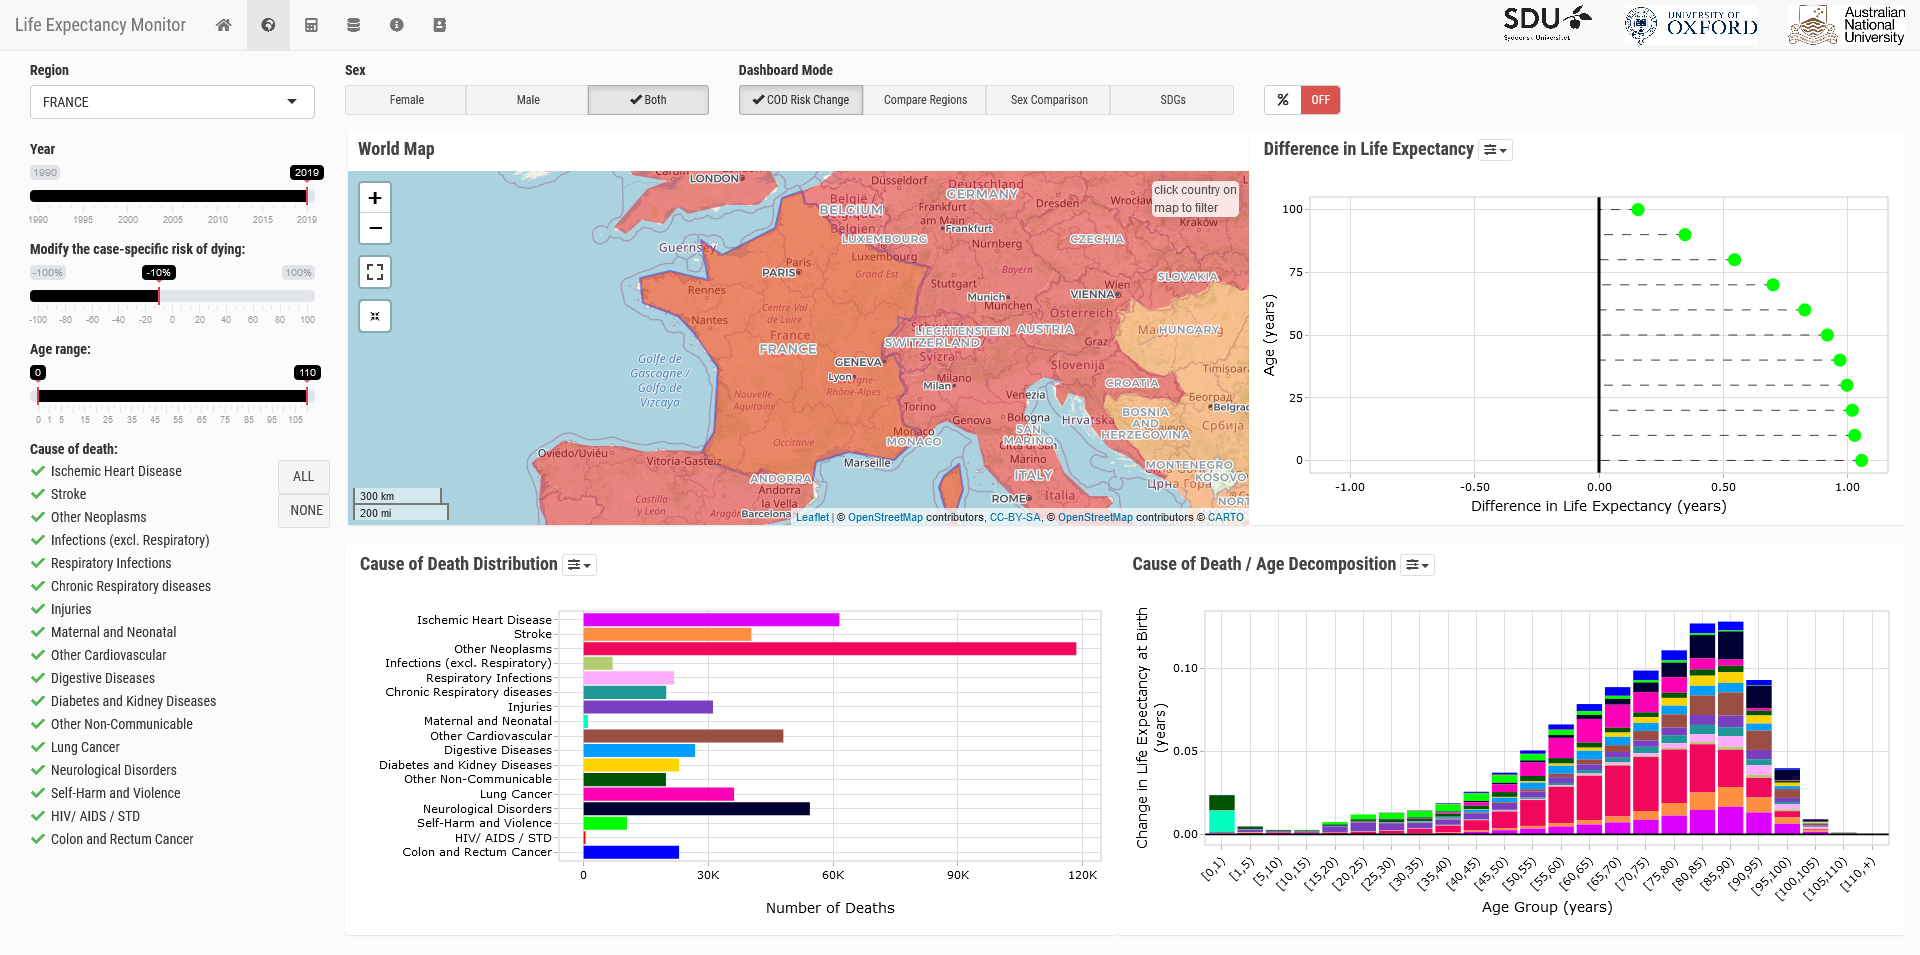 Life Expectancy Monitor
SDU
Syddansk Universitet
UNIVERSITY OF
OXFORD
Australian
National
University
Region
FRANCE
Year
1990
2019
1990 1995 2000 2005 2010 2015 2019
Modify the case-specific risk of dying:
-100%
-10%
100%
-100 -80 -60 -40 -20 0 20 40 60 80 100
Age range:
0
110
0 1 5 15 25 35 45 55 65 75 85 95 105
Cause of death:
Ischemic Heart Disease
Stroke
Other Neoplasms
Infections (excl. Respiratory)
Respiratory Infections
Chronic Respiratory diseases
Injuries
Maternal and Neonatal
Other Cardiovascular
Digestive Diseases
Diabetes and Kidney Diseases
Other Non-Communicable
Lung Cancer
Neurological Disorders
Self-Harm and Violence
HIV/ AIDS / STD
Colon and Rectum Cancer
ALL
NONE
Sex
Female
Male
Both
Dashboard Mode
COD Risk Change
Compare Regions
Sex Comparison
SDGs
%
OFF
World Map
+
−
click country on
map to filter
LONDON
Düsseldorf
Deutschland
GERMANY
België /
Belgique /
Belgien
BELGIUM
Frankfurt
am Main
Frankfurt
Dresden
Wrocław
Kraków
LUXEMBOURG
Luxembourg
CZECHIA
Nürnberg
Guernsey
Paris
PARIS
Grand Est
Bayern
Stuttgart
SLOVAKIA
Rennes
Munich
München
VIENNA
Wien
Österreich
Nantes
Centre-Val
de Loire
France
FRANCE
LIECHTENSTEIN
AUSTRIA
SWITZERLAND
HUNGARY
Graz
Svizra
GENEVA
Golfe de
Gascogne /
Golfo de
Vizcaya
Lyon
Rhône-Alpes
Slovenija
Timișoara
Milano
Milan
CROATIA
Nouvelle-
Aquitaine
Torino
Venezia
Београд
Belgrad
Genova
Bologna
Hrvatska
BOSNIA
AND
HERZEGOVINA
Србија
Occitanie
Monaco
MONACO
SAN
MARINO
Città di San
Marino
Oviedo/Uviéu
Vitoria-Gasteiz
Marseille
MONTENEGRO
Црна Гора
KOSOVO
ANDORRA
Andorra
la Vella
ITALY
Italia
Castilla
y León
Aragón
Barcelona
ROME
300 km
200 mi
Leaflet | © OpenStreetMap contributors, CC-BY-SA, © OpenStreetMap contributors © CARTO
Difference in Life Expectancy
Age (years)
100
75
50
25
0
-1.00 -0.50 0.00 0.50 1.00
Difference in Life Expectancy (years)
Cause of Death Distribution
Ischemic Heart Disease
Stroke
Other Neoplasms
Infections (excl. Respiratory)
Respiratory Infections
Chronic Respiratory diseases
Injuries
Maternal and Neonatal
Other Cardiovascular
Digestive Diseases
Diabetes and Kidney Diseases
Other Non-Communicable
Lung Cancer
Neurological Disorders
Self-Harm and Violence
HIV/ AIDS / STD
Colon and Rectum Cancer
0 30K 60K 90K 120K
Number of Deaths
Cause of Death / Age Decomposition
Change in Life Expectancy at Birth
(years)
0.10
0.05
0.00
[0,1) [1,5) [5,10) [10,15) [15,20) [20,25) [25,30) [30,35) [35,40) [40,45) [45,50) [50,55) [55,60) [60,65) [65,70) [70,75) [75,80) [80,85) [85,90) [90,95) [95,100) [100,105) [105,110) [110,+)
Age Group (years)